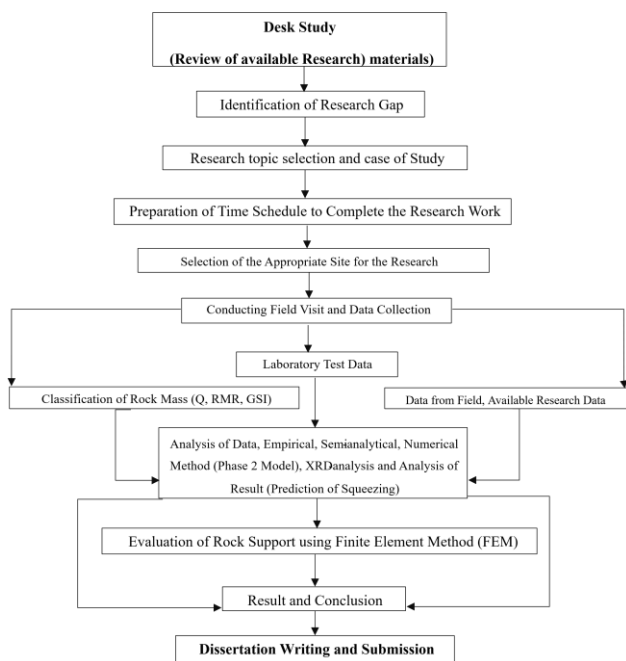 Desk Study
(Review of available Research) materials)
Identification of Research Gap
Research topic selection and case of Study
Preparation of Time Schedule to Complete the Research Work
Selection of the Appropriate Site for the Research
Conducting Field Visit and Data Collection
Laboratory Test Data
Classification of Rock Mass (Q, RMR, GSI)
Data from Field, Available Research Data
Analysis of Data, Empirical, Semianalytical, Numerical
Method (Phase 2 Model), XRDanalysis and Analysis of
Result (Prediction of Squeezing)
Evaluation of Rock Support using Finite Element Method (FEM)
Result and Conclusion
Dissertation Writing and Submission